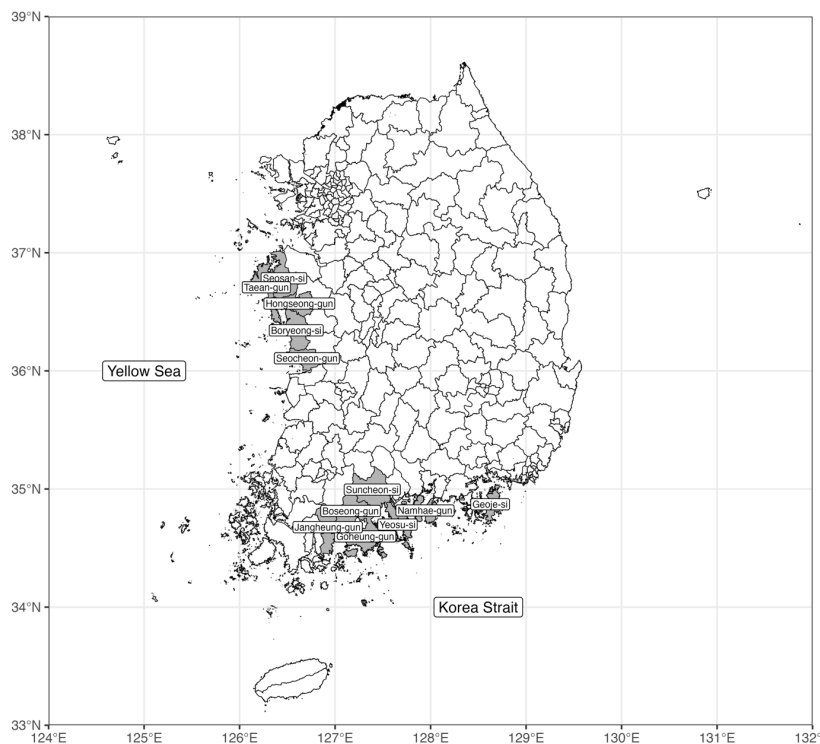 39°N
38°N
37°N
Seosan-si
Taean-gun
Hongseong-gun
Boryeong-si
Seocheon-gun
36°N
Yellow Sea
35°N
Suncheon-si
Geoje-si
Boseong-gun
Namhae-gun
Yeosu-si
Jangheung-gun
Goheung-gun
34°N
Korea Strait
33°N
124°E
125°E
126°E
127°E
128°E
129°E
130°E
131°E
132°